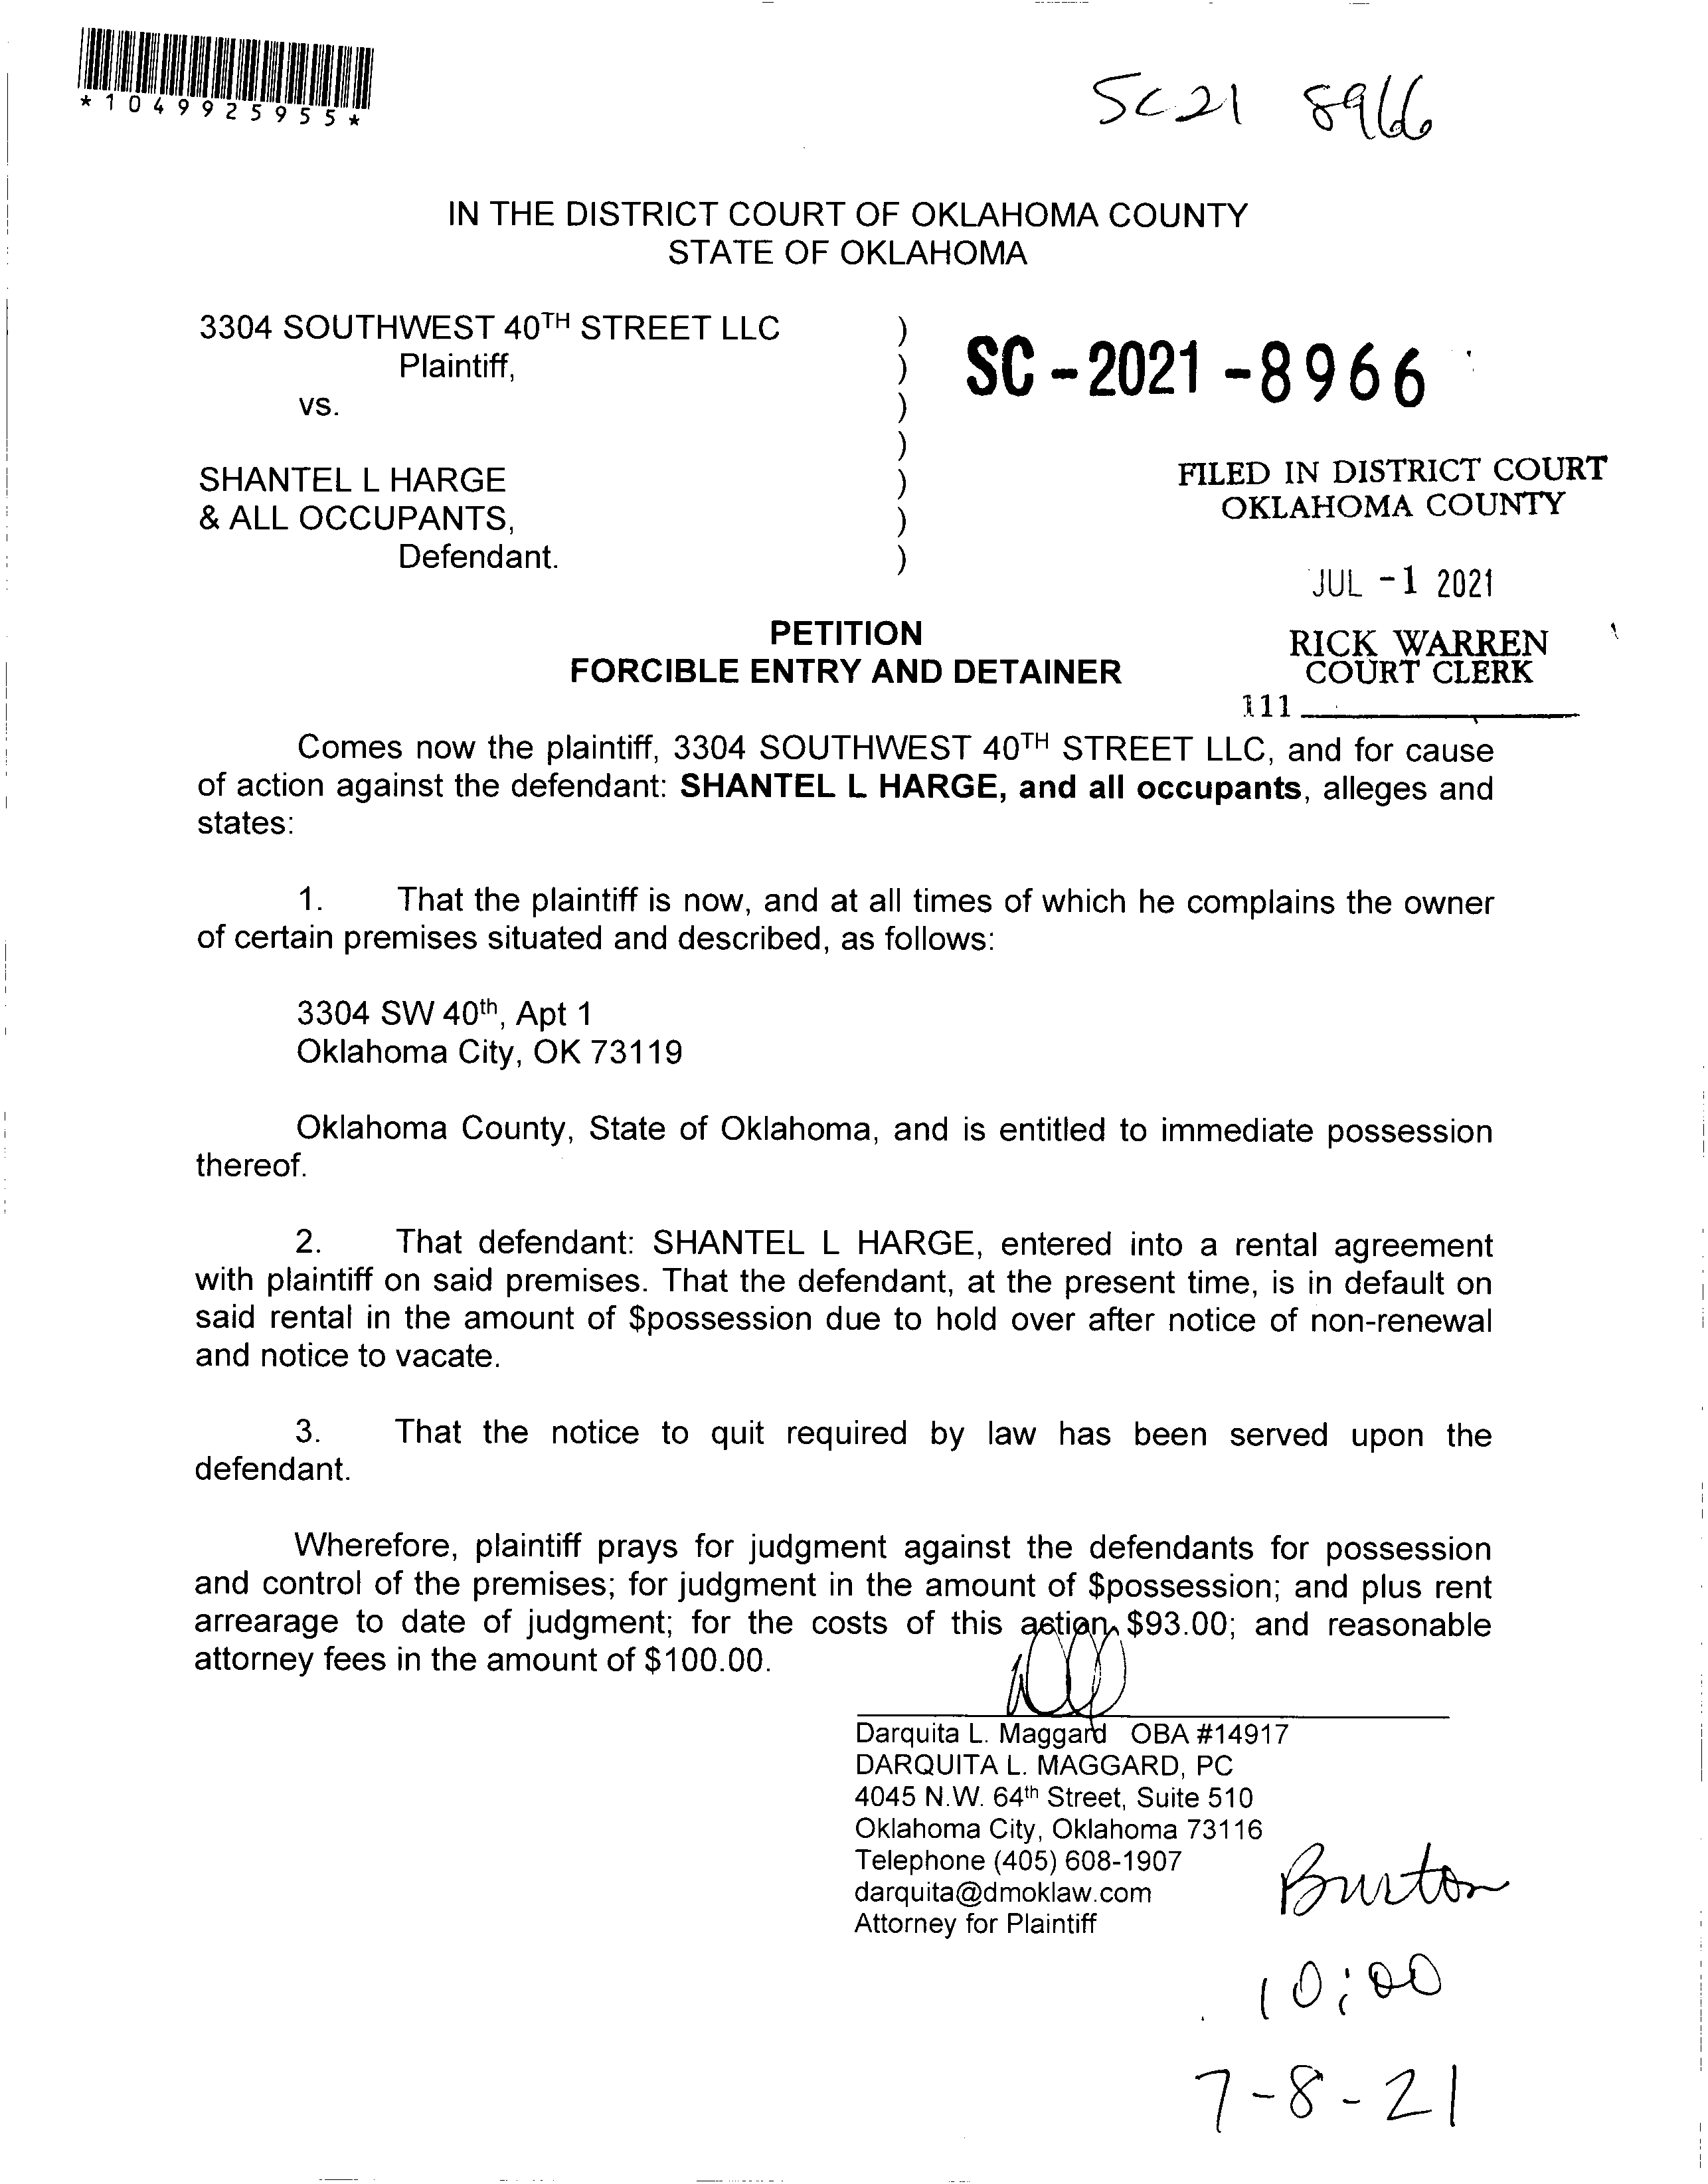 *1049925955*
SC21 8966
IN THE DISTRICT COURT OF OKLAHOMA COUNTY
STATE OF OKLAHOMA
3304 SOUTHWEST 40TH STREET LLC )
Plaintiff, )
SC-2021-8966
vs. )
)
SHANTEL L HARGE )
FILED IN DISTRICT COURT
& ALL OCCUPANTS, )
OKLAHOMA COUNTY
Defendant. )
JUL -1 2021
PETITION
RICK WARREN
FORCIBLE ENTRY AND DETAINER
COURT CLERK
111
Comes now the plaintiff, 3304 SOUTHWEST 40TH STREET LLC, and for cause
of action against the defendant: SHANTEL L HARGE, and all occupants, alleges and
states:
1. That the plaintiff is now, and at all times of which he complains the owner
of certain premises situated and described, as follows:
3304 SW 40th, Apt 1
Oklahoma City, OK 73119
Oklahoma County, State of Oklahoma, and is entitled to immediate possession
thereof.
2. That defendant: SHANTEL L HARGE, entered into a rental agreement
with plaintiff on said premises. That the defendant, at the present time, is in default on
said rental in the amount of $possession due to hold over after notice of non-renewal
and notice to vacate.
3. That the notice to quit required by law has been served upon the
defendant.
Wherefore, plaintiff prays for judgment against the defendants for possession
and control of the premises; for judgment in the amount of $possession; and plus rent
arrearage to date of judgment; for the costs of this action, $93.00; and reasonable
attorney fees in the amount of $100.00.
Darquita L. Maggard OBA #14917
DARQUITA L. MAGGARD, PC
4045 N.W. 64th Street, Suite 510
Oklahoma City, Oklahoma 73116
Telephone (405) 608-1907
darquita@dmoklaw.com
Attorney for Plaintiff
Burton
10:00
7-8-21